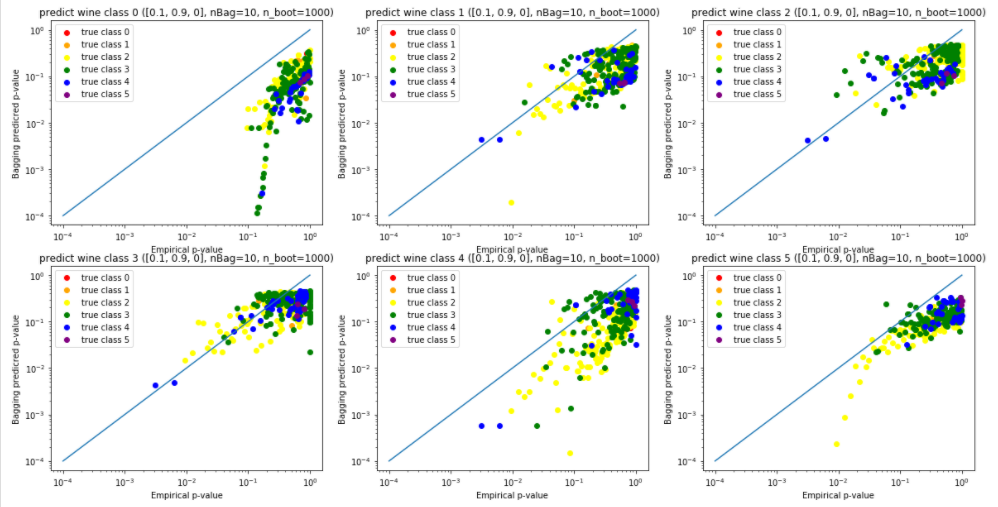 predict wine class 0 ([0.1, 0.9, 0], nBag=10, n_boot=1000)
10⁰
10⁻¹
10⁻²
10⁻³
10⁻⁴
Bagging predicred p-value
true class 0
true class 1
true class 2
true class 3
true class 4
true class 5
10⁻⁴ 10⁻³ 10⁻² 10⁻¹ 10⁰
Empirical p-value
predict wine class 1 ([0.1, 0.9, 0], nBag=10, n_boot=1000)
10⁰
10⁻¹
10⁻²
10⁻³
10⁻⁴
Bagging predicred p-value
true class 0
true class 1
true class 2
true class 3
true class 4
true class 5
10⁻⁴ 10⁻³ 10⁻² 10⁻¹ 10⁰
Empirical p-value
predict wine class 2 ([0.1, 0.9, 0], nBag=10, n_boot=1000)
10⁰
10⁻¹
10⁻²
10⁻³
10⁻⁴
Bagging predicred p-value
true class 0
true class 1
true class 2
true class 3
true class 4
true class 5
10⁻⁴ 10⁻³ 10⁻² 10⁻¹ 10⁰
Empirical p-value
predict wine class 3 ([0.1, 0.9, 0], nBag=10, n_boot=1000)
10⁰
10⁻¹
10⁻²
10⁻³
10⁻⁴
Bagging predicred p-value
true class 0
true class 1
true class 2
true class 3
true class 4
true class 5
10⁻⁴ 10⁻³ 10⁻² 10⁻¹ 10⁰
Empirical p-value
predict wine class 4 ([0.1, 0.9, 0], nBag=10, n_boot=1000)
10⁰
10⁻¹
10⁻²
10⁻³
10⁻⁴
Bagging predicred p-value
true class 0
true class 1
true class 2
true class 3
true class 4
true class 5
10⁻⁴ 10⁻³ 10⁻² 10⁻¹ 10⁰
Empirical p-value
predict wine class 5 ([0.1, 0.9, 0], nBag=10, n_boot=1000)
10⁰
10⁻¹
10⁻²
10⁻³
10⁻⁴
Bagging predicred p-value
true class 0
true class 1
true class 2
true class 3
true class 4
true class 5
10⁻⁴ 10⁻³ 10⁻² 10⁻¹ 10⁰
Empirical p-value